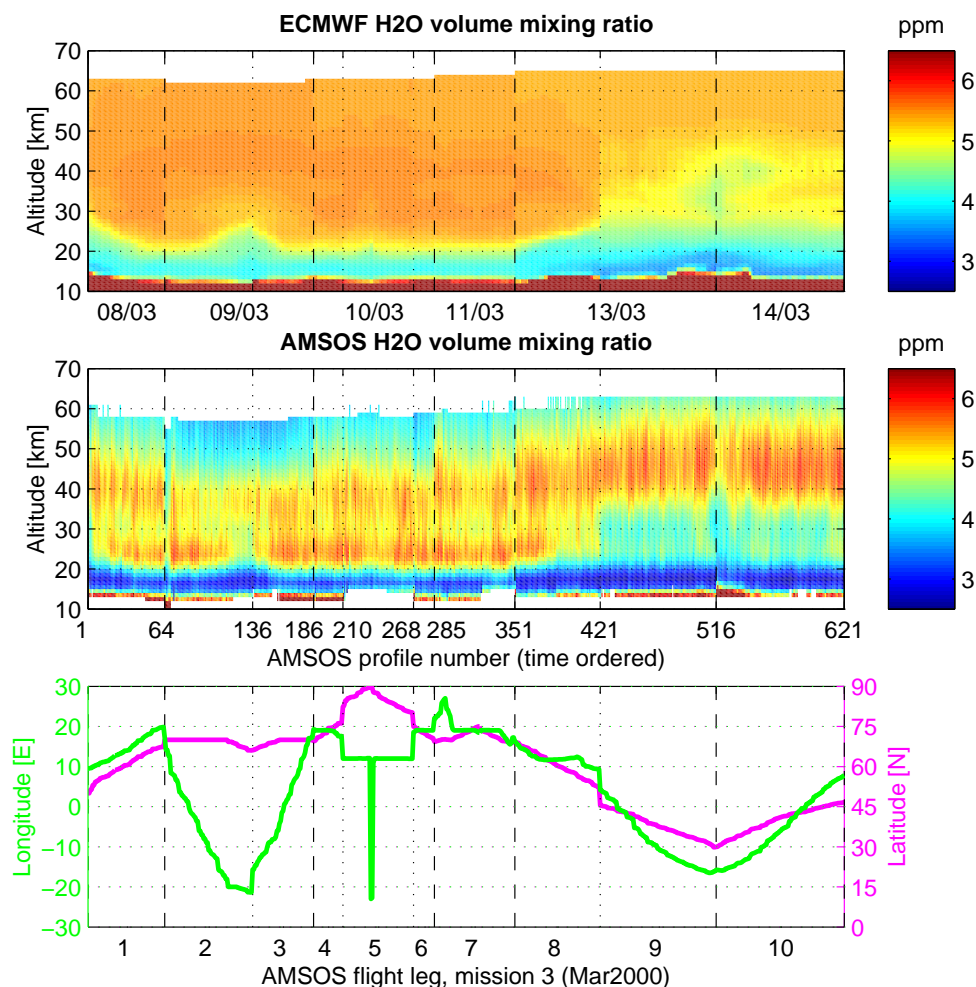 ECMWF H2O volume mixing ratio
ppm
70
60
50
40
30
20
10
Altitude [km]
6
5
4
3
08/03 09/03 10/03 11/03 13/03 14/03
AMSOS H2O volume mixing ratio
ppm
70
60
50
40
30
20
10
Altitude [km]
6
5
4
3
1 64 136 186 210 268 285 351 421 516 621
AMSOS profile number (time ordered)
30
20
10
0
−10
−20
−30
Longitude [E]
90
75
60
45
30
15
0
Latitude [N]
1 2 3 4 5 6 7 8 9 10
AMSOS flight leg, mission 3 (Mar2000)